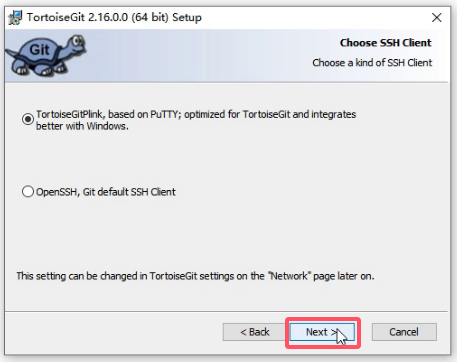 TortoiseGit 2.16.0.0 (64 bit) Setup
Git
Choose SSH Client
Choose a kind of SSH Client
TortoiseGitPlink, based on PuTTY; optimized for TortoiseGit and integrates
better with Windows.
OpenSSH, Git default SSH Client
This setting can be changed in TortoiseGit settings on the "Network" page later on.
< Back
Next >
Cancel